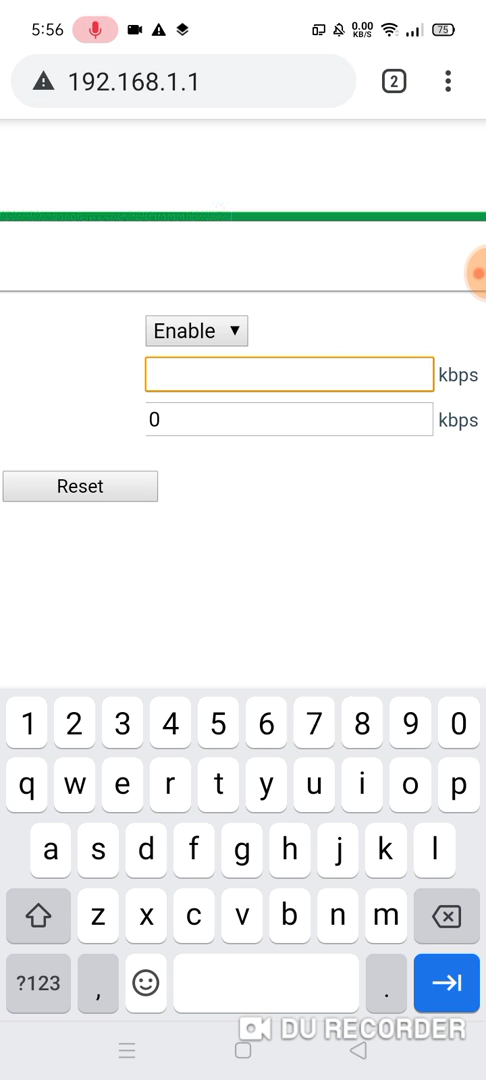 5:56
0.00
KB/S
75
192.168.1.1
2
Enable
kbps
0
kbps
Reset
1 2 3 4 5 6 7 8 9 0
q w e r t y u i o p
a s d f g h j k l
z x c v b n m
?123 , .
DU RECORDER